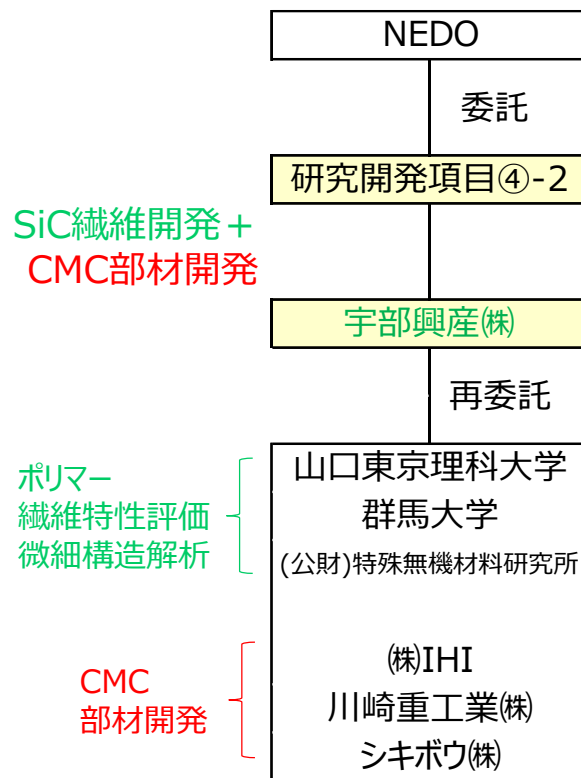 NEDO
委託
研究開発項目④-2
SiC繊維開発＋
CMC部材開発
宇部興産㈱
再委託
山口東京理科大学
群馬大学
(公財)特殊無機材料研究所
ポリマー
繊維特性評価
微細構造解析
㈱IHI
川崎重工業㈱
シキボウ㈱
CMC
部材開発